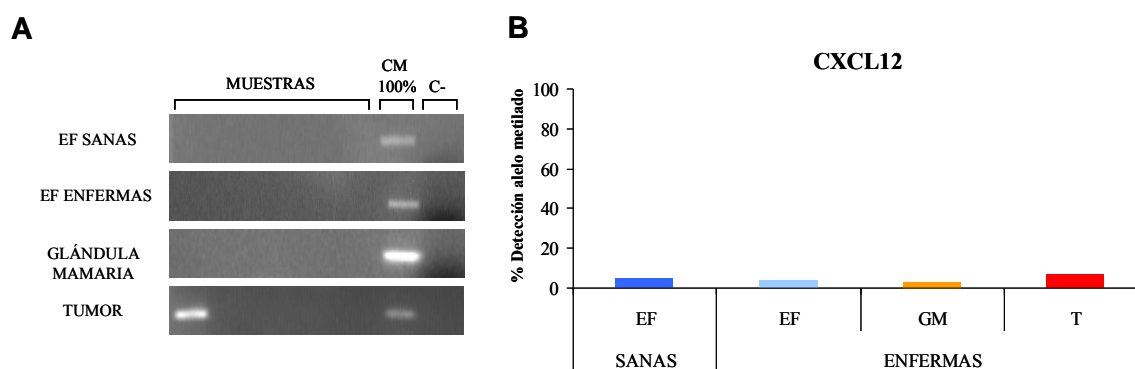 A
MUESTRAS
CM
100%
C-
EF SANAS
EF ENFERMAS
GLÁNDULA
MAMARIA
TUMOR
B
CXCL12
% Detección alelo metilado
100
80
60
40
20
0
EF
EF
GM
T
SANAS
ENFERMAS